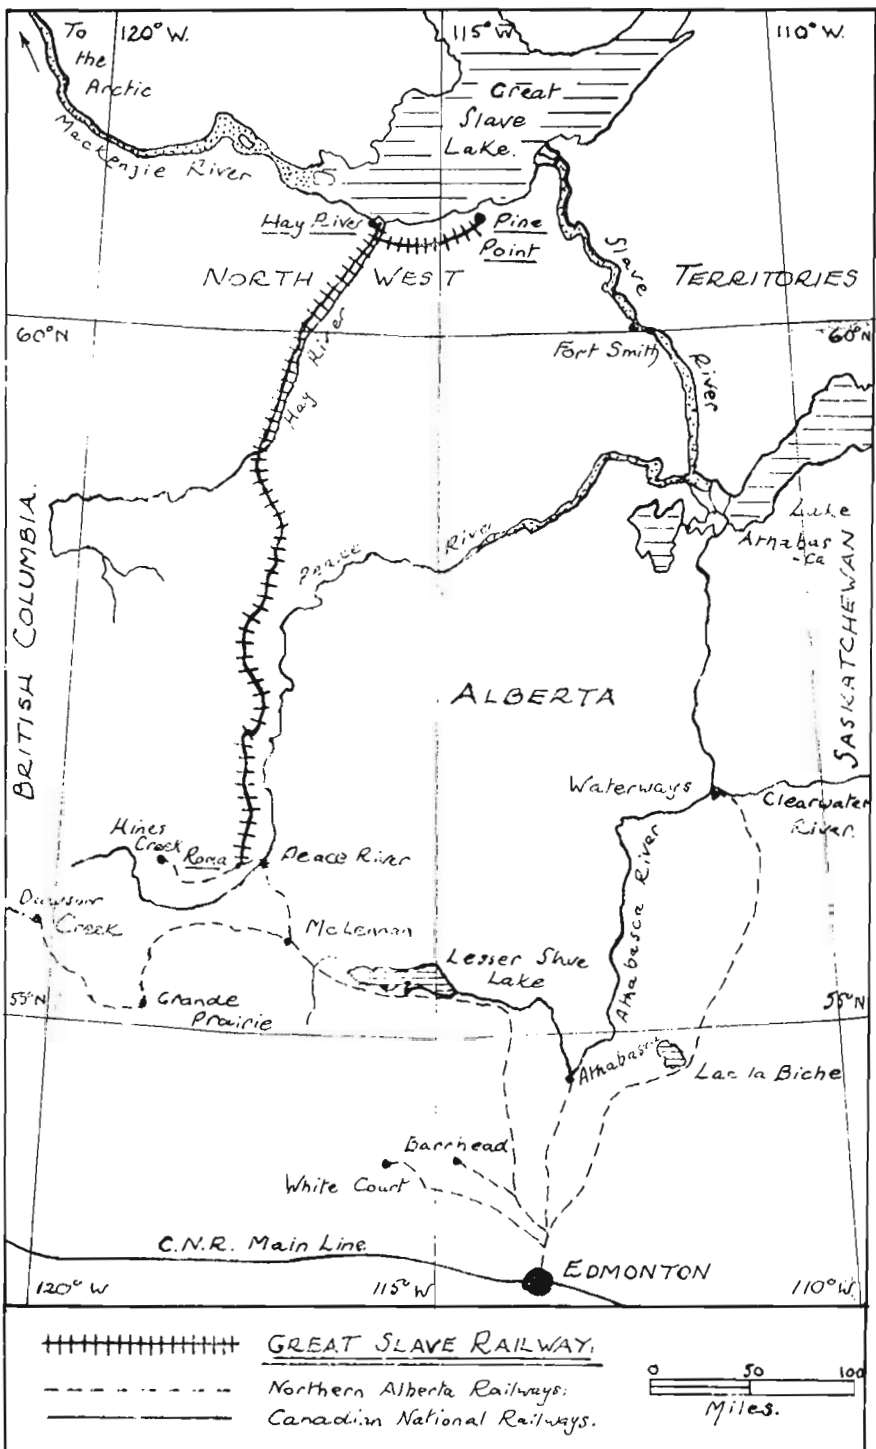 120° W.
115° W
110° W.
To
the
Arctic
Mackenzie River
Great
Slave
Lake.
Hay River
Pine
Point
Slave
River
NORTH WEST TERRITORIES
60°N
60°N
Fort Smith
Hay River
Peace River
Lake
Athabas
-ca
BRITISH COLUMBIA.
SASKATCHEWAN
ALBERTA
Waterways
Clearwater
River.
Hines
Creek
Roma
Peace River
Dawson
Creek
McLennan
Lesser Slave
Lake
Athabasca River
55°N
55°N
Grande
Prairie
Athabasca
Lac la Biche
Barrhead
White Court
C.N.R. Main Line
EDMONTON
120° W
115° W
110° W.
GREAT SLAVE RAILWAY.
Northern Alberta Railways.
Canadian National Railways.
0 50 100
Miles.